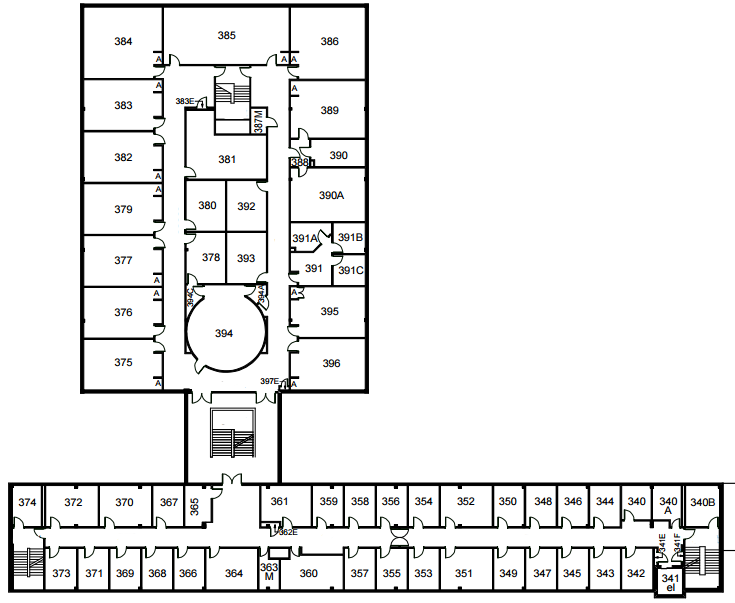 384
385
386
A
A
A
A
A
A
383
383E
387M
389
382
381
388
390
A
A
379
380
392
390A
377
378
393
391A
391B
391
391C
A
A
376
394C
394A
A
395
394
375
396
397E
A
A
374
372
370
367
365
361
359
358
356
354
352
350
348
346
344
340
340
A
340B
362E
341E
341F
373
371
369
368
366
364
363
M
360
357
355
353
351
349
347
345
343
342
341
el